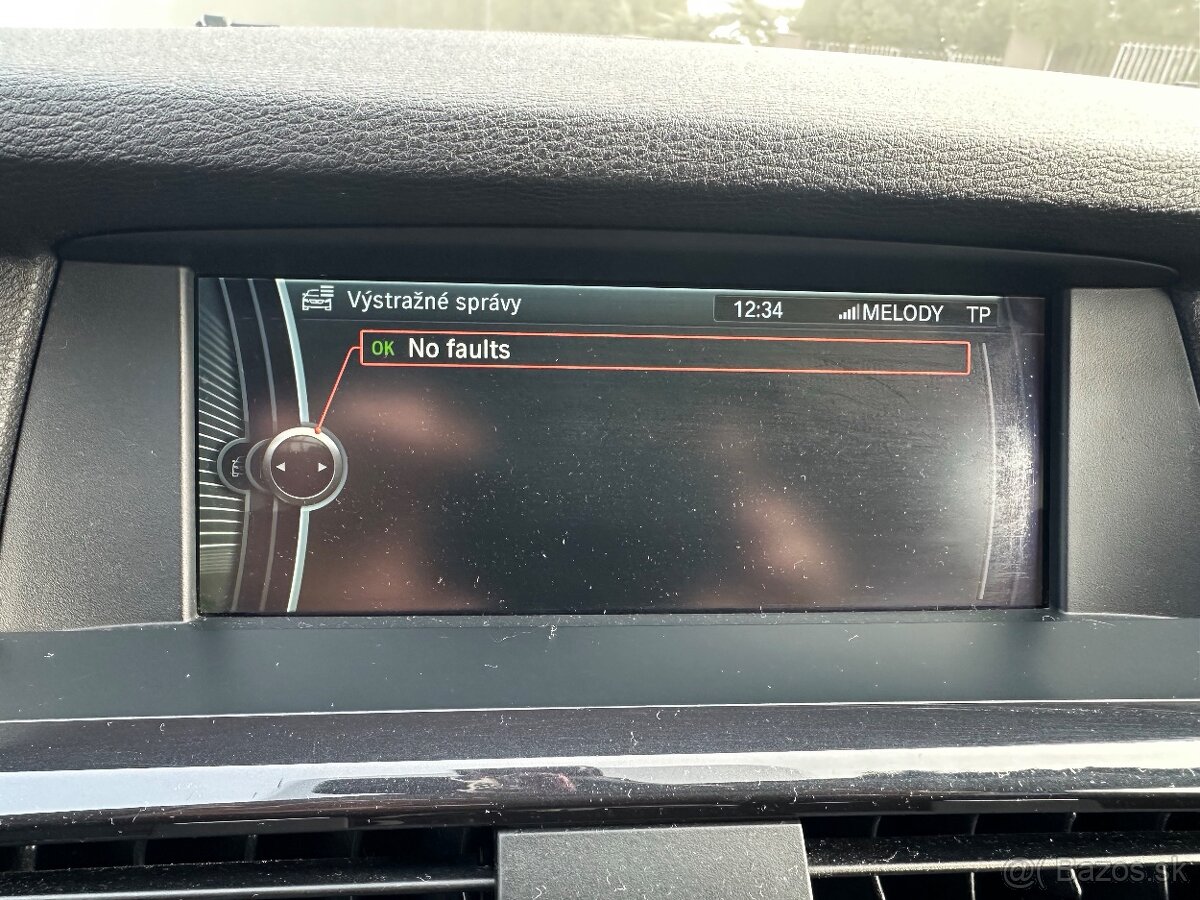 Výstražné správy
12:34
MELODY
TP
OK No faults
@( Bazos.sk